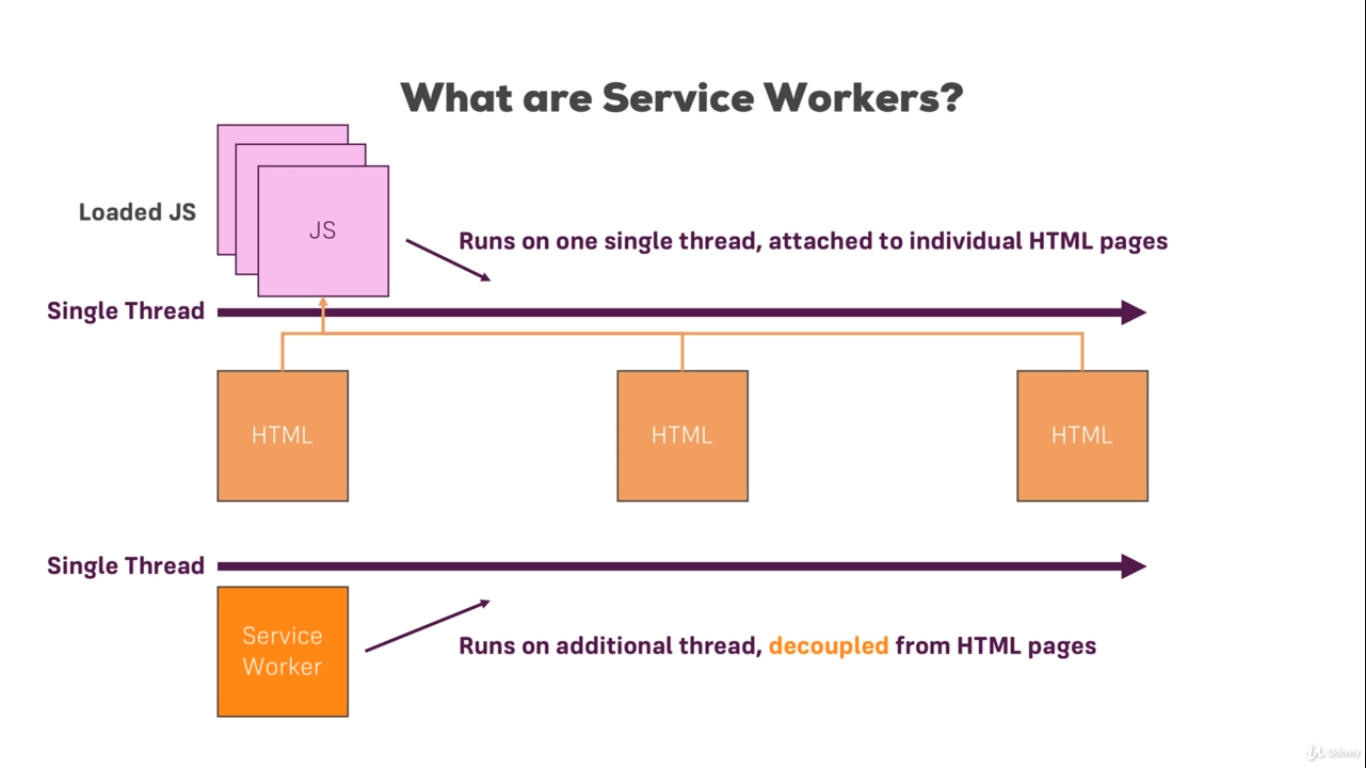 What are Service Workers?
Loaded JS
JS
Runs on one single thread, attached to individual HTML pages
Single Thread
HTML
HTML
HTML
Single Thread
Service
Worker
Runs on additional thread, decoupled from HTML pages
Udemy